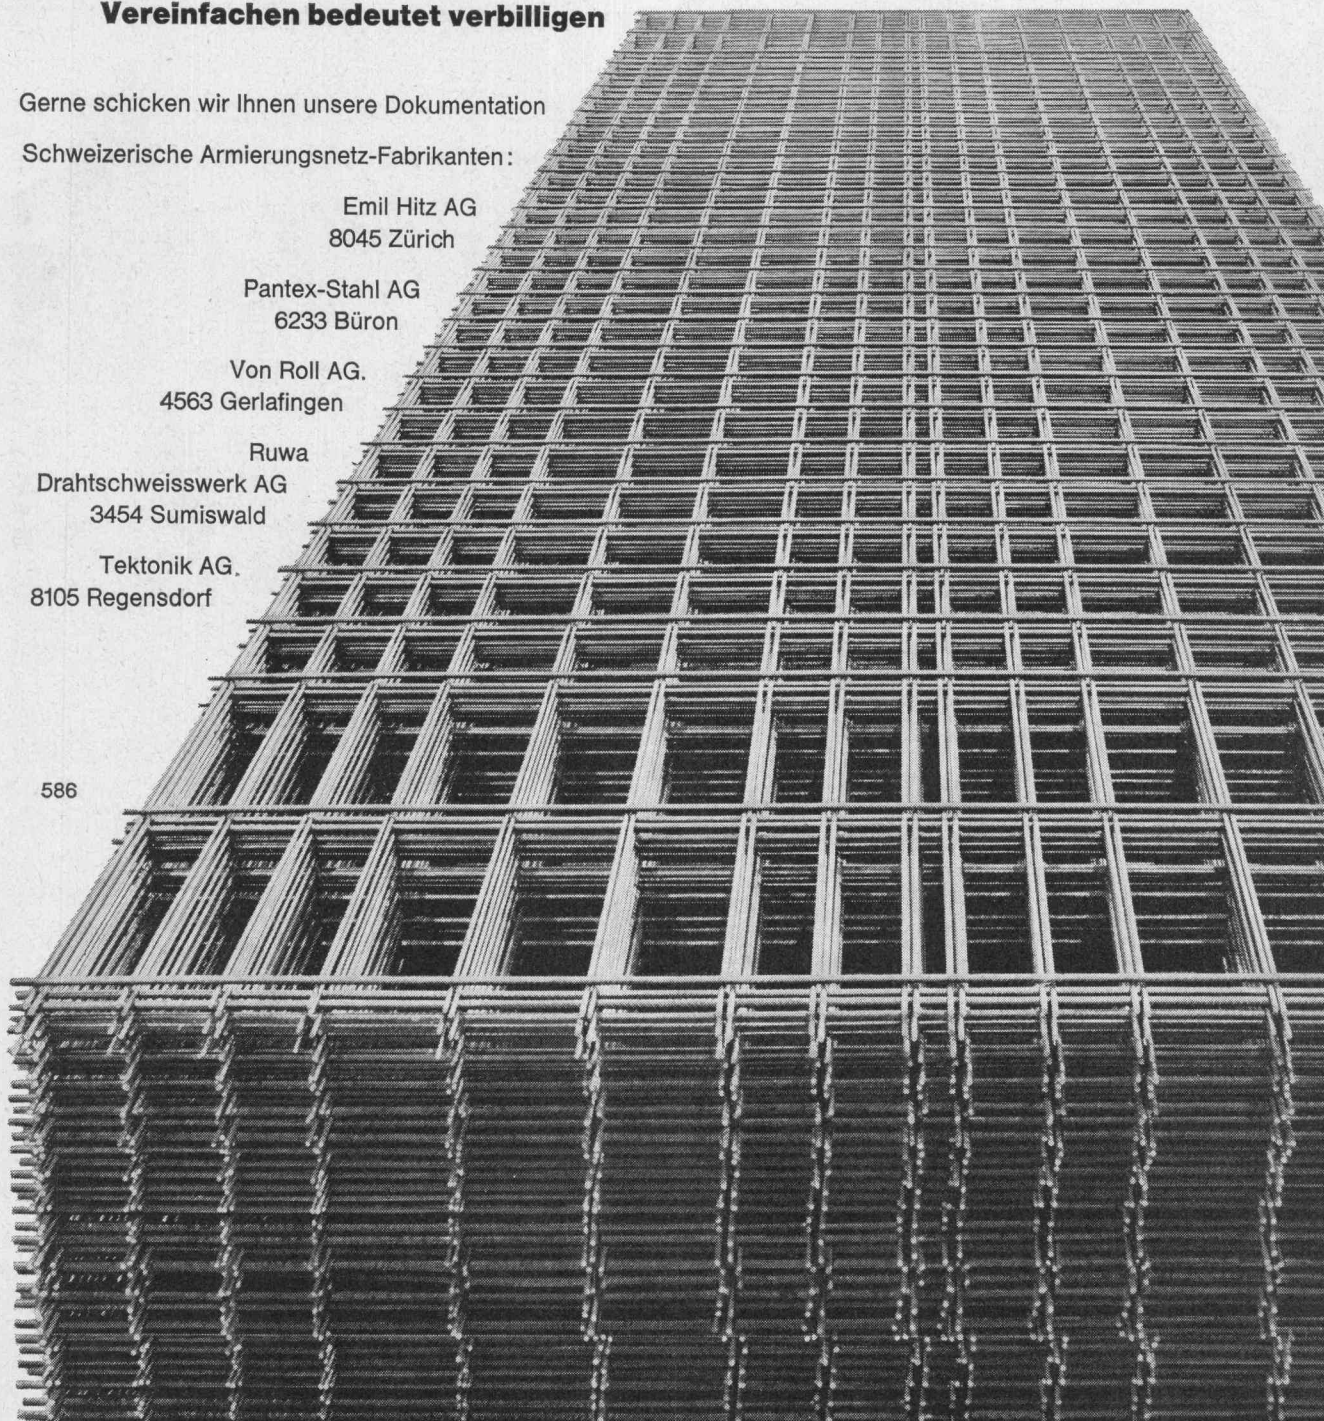 Vereinfachen bedeutet verbilligen
Gerne schicken wir Ihnen unsere Dokumentation
Schweizerische Armierungsnetz-Fabrikanten:
Emil Hitz AG
8045 Zürich
Pantex-Stahl AG
6233 Büron
Von Roll AG.
4563 Gerlafingen
Ruwa
Drahtschweisswerk AG
3454 Sumiswald
Tektonik AG.
8105 Regensdorf
586